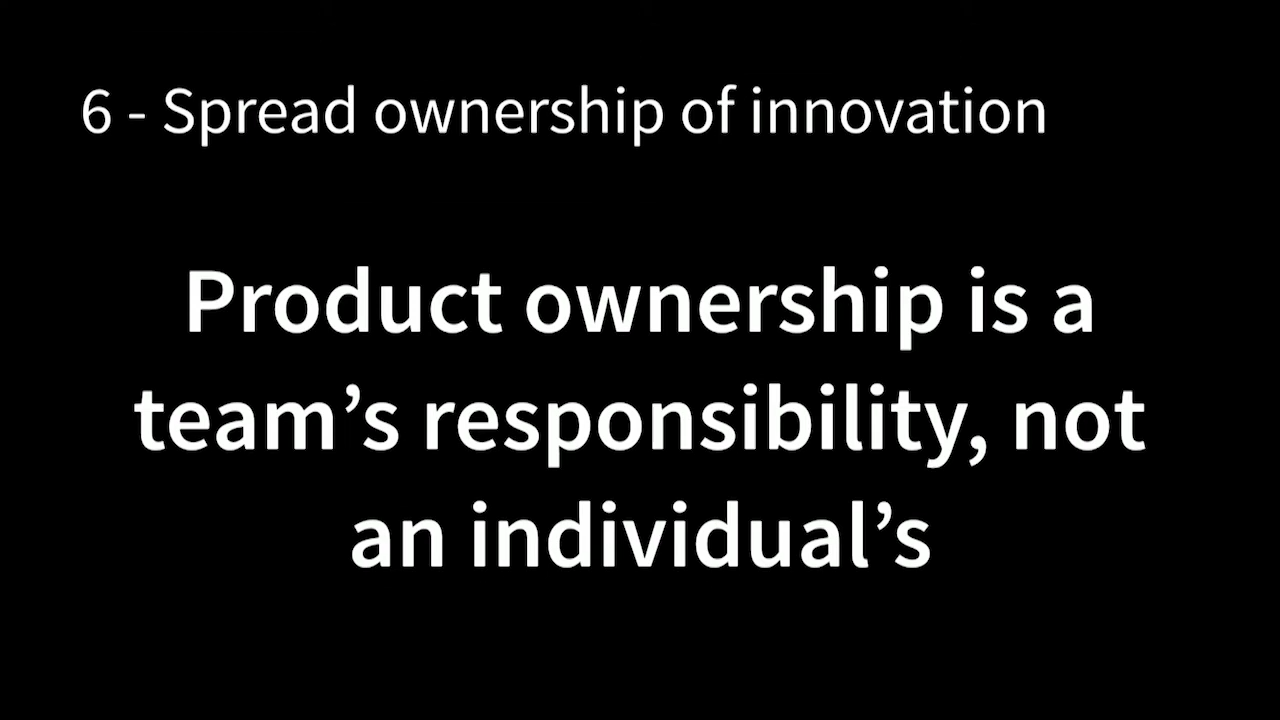 6 - Spread ownership of innovation
Product ownership is a
team’s responsibility, not
an individual’s